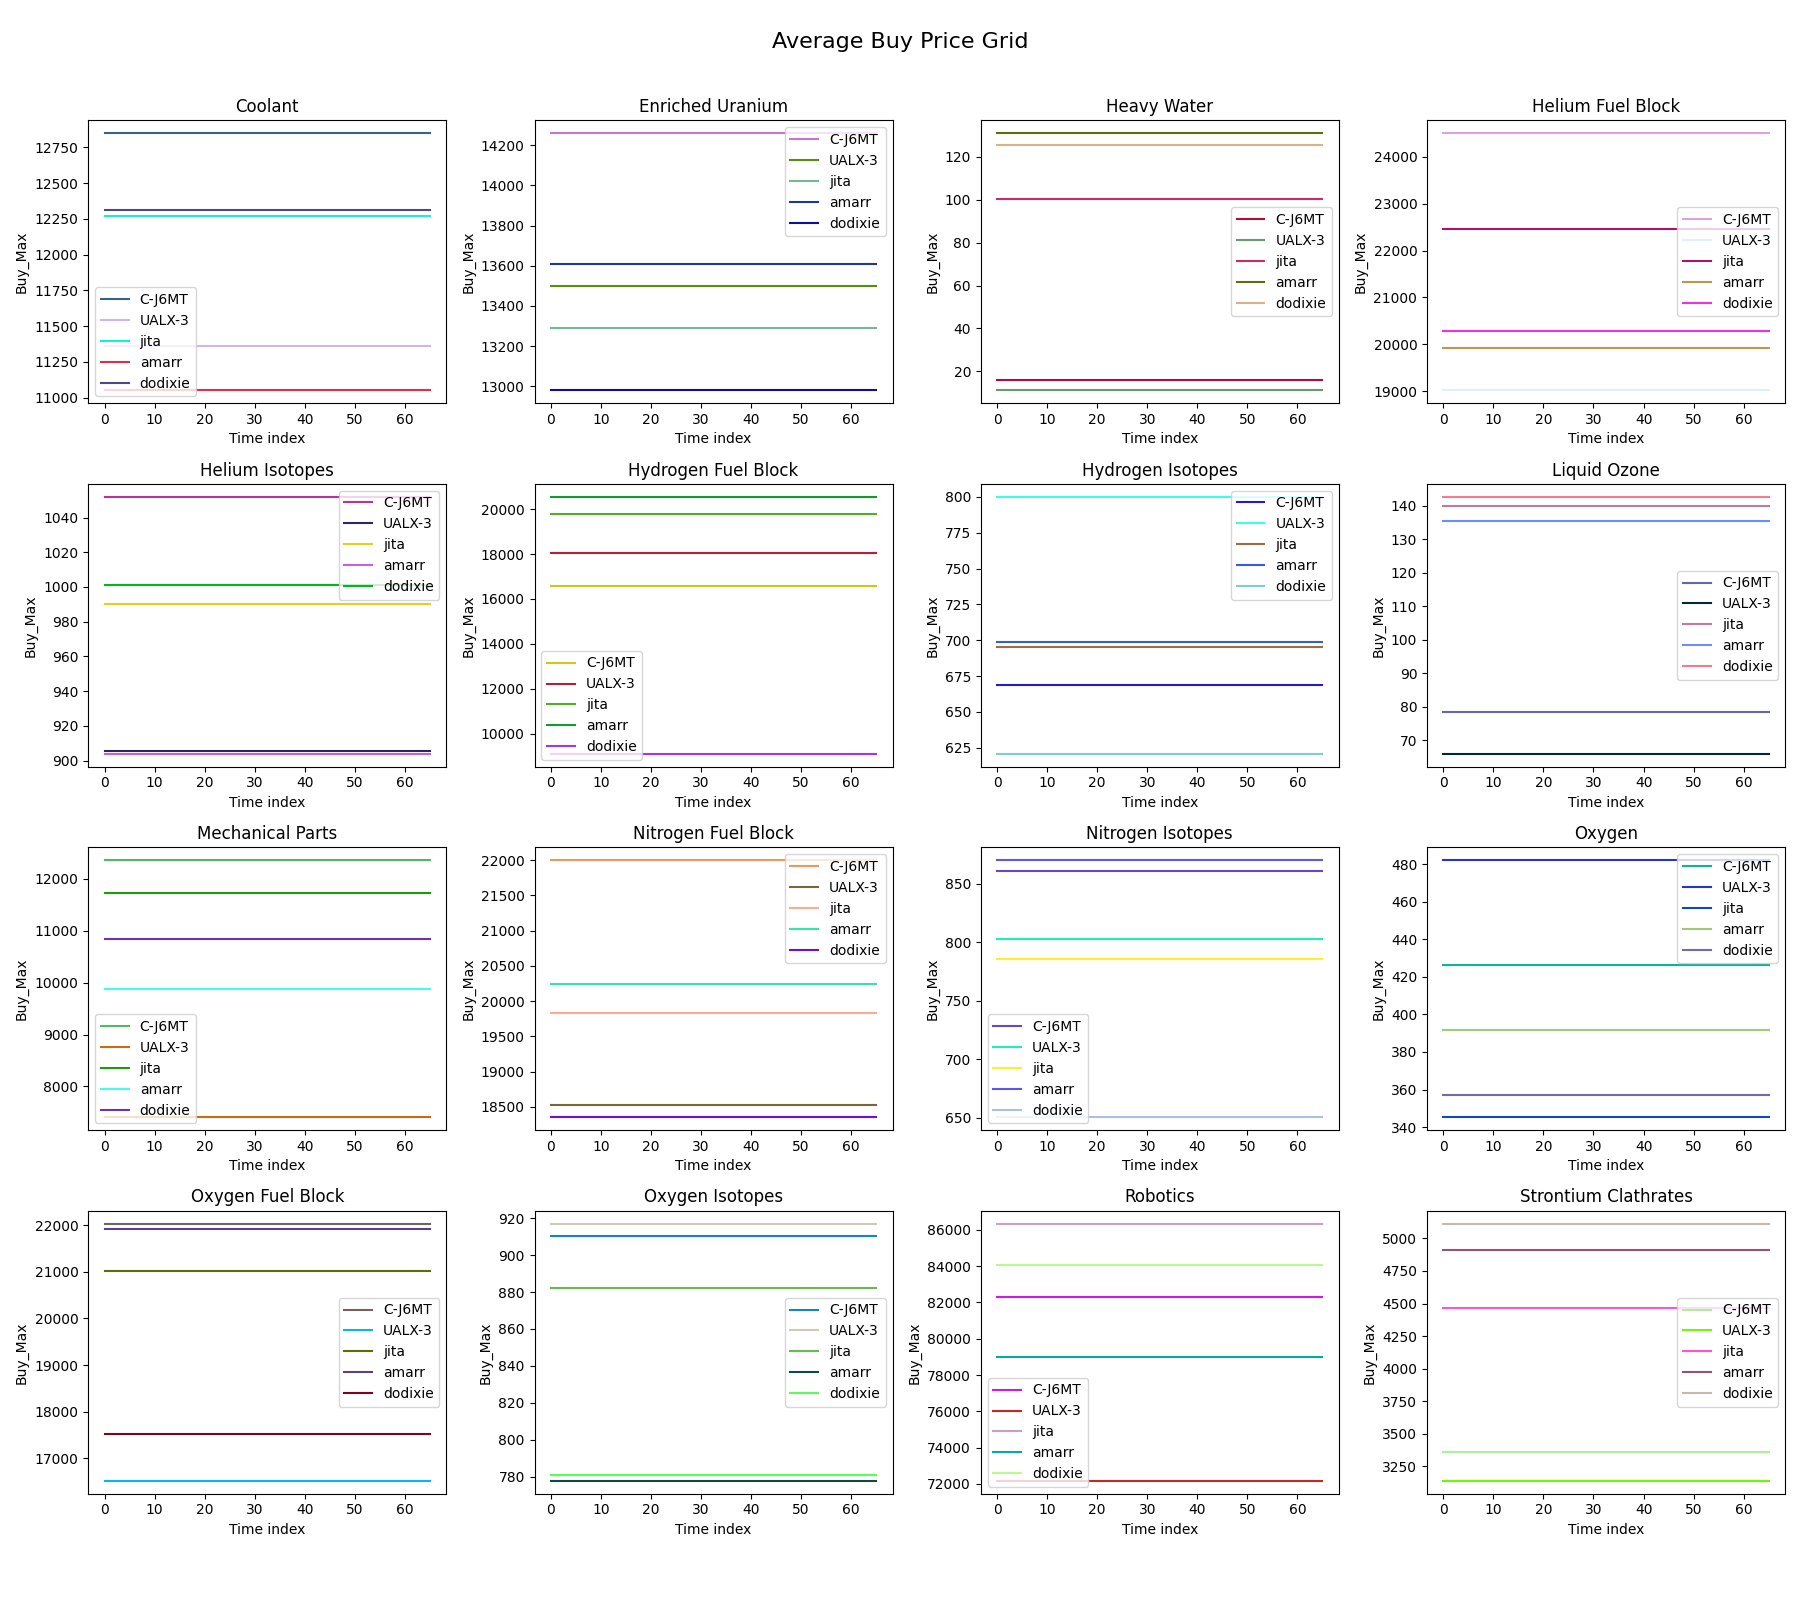 Average Buy Price Grid
Coolant
Buy_Max
12750
12500
12250
12000
11750
11500
11250
11000
C-J6MT
UALX-3
jita
amarr
dodixie
0 10 20 30 40 50 60
Time index
Enriched Uranium
Buy_Max
14200
14000
13800
13600
13400
13200
13000
C-J6MT
UALX-3
jita
amarr
dodixie
0 10 20 30 40 50 60
Time index
Heavy Water
Buy_Max
120
100
80
60
40
20
C-J6MT
UALX-3
jita
amarr
dodixie
0 10 20 30 40 50 60
Time index
Helium Fuel Block
Buy_Max
24000
23000
22000
21000
20000
19000
C-J6MT
UALX-3
jita
amarr
dodixie
0 10 20 30 40 50 60
Time index
Helium Isotopes
Buy_Max
1040
1020
1000
980
960
940
920
900
C-J6MT
UALX-3
jita
amarr
dodixie
0 10 20 30 40 50 60
Time index
Hydrogen Fuel Block
Buy_Max
20000
18000
16000
14000
12000
10000
C-J6MT
UALX-3
jita
amarr
dodixie
0 10 20 30 40 50 60
Time index
Hydrogen Isotopes
Buy_Max
800
775
750
725
700
675
650
625
C-J6MT
UALX-3
jita
amarr
dodixie
0 10 20 30 40 50 60
Time index
Liquid Ozone
Buy_Max
140
130
120
110
100
90
80
70
C-J6MT
UALX-3
jita
amarr
dodixie
0 10 20 30 40 50 60
Time index
Mechanical Parts
Buy_Max
12000
11000
10000
9000
8000
C-J6MT
UALX-3
jita
amarr
dodixie
0 10 20 30 40 50 60
Time index
Nitrogen Fuel Block
Buy_Max
22000
21500
21000
20500
20000
19500
19000
18500
C-J6MT
UALX-3
jita
amarr
dodixie
0 10 20 30 40 50 60
Time index
Nitrogen Isotopes
Buy_Max
850
800
750
700
650
C-J6MT
UALX-3
jita
amarr
dodixie
0 10 20 30 40 50 60
Time index
Oxygen
Buy_Max
480
460
440
420
400
380
360
340
C-J6MT
UALX-3
jita
amarr
dodixie
0 10 20 30 40 50 60
Time index
Oxygen Fuel Block
Buy_Max
22000
21000
20000
19000
18000
17000
C-J6MT
UALX-3
jita
amarr
dodixie
0 10 20 30 40 50 60
Time index
Oxygen Isotopes
Buy_Max
920
900
880
860
840
820
800
780
C-J6MT
UALX-3
jita
amarr
dodixie
0 10 20 30 40 50 60
Time index
Robotics
Buy_Max
86000
84000
82000
80000
78000
76000
74000
72000
C-J6MT
UALX-3
jita
amarr
dodixie
0 10 20 30 40 50 60
Time index
Strontium Clathrates
Buy_Max
5000
4750
4500
4250
4000
3750
3500
3250
C-J6MT
UALX-3
jita
amarr
dodixie
0 10 20 30 40 50 60
Time index